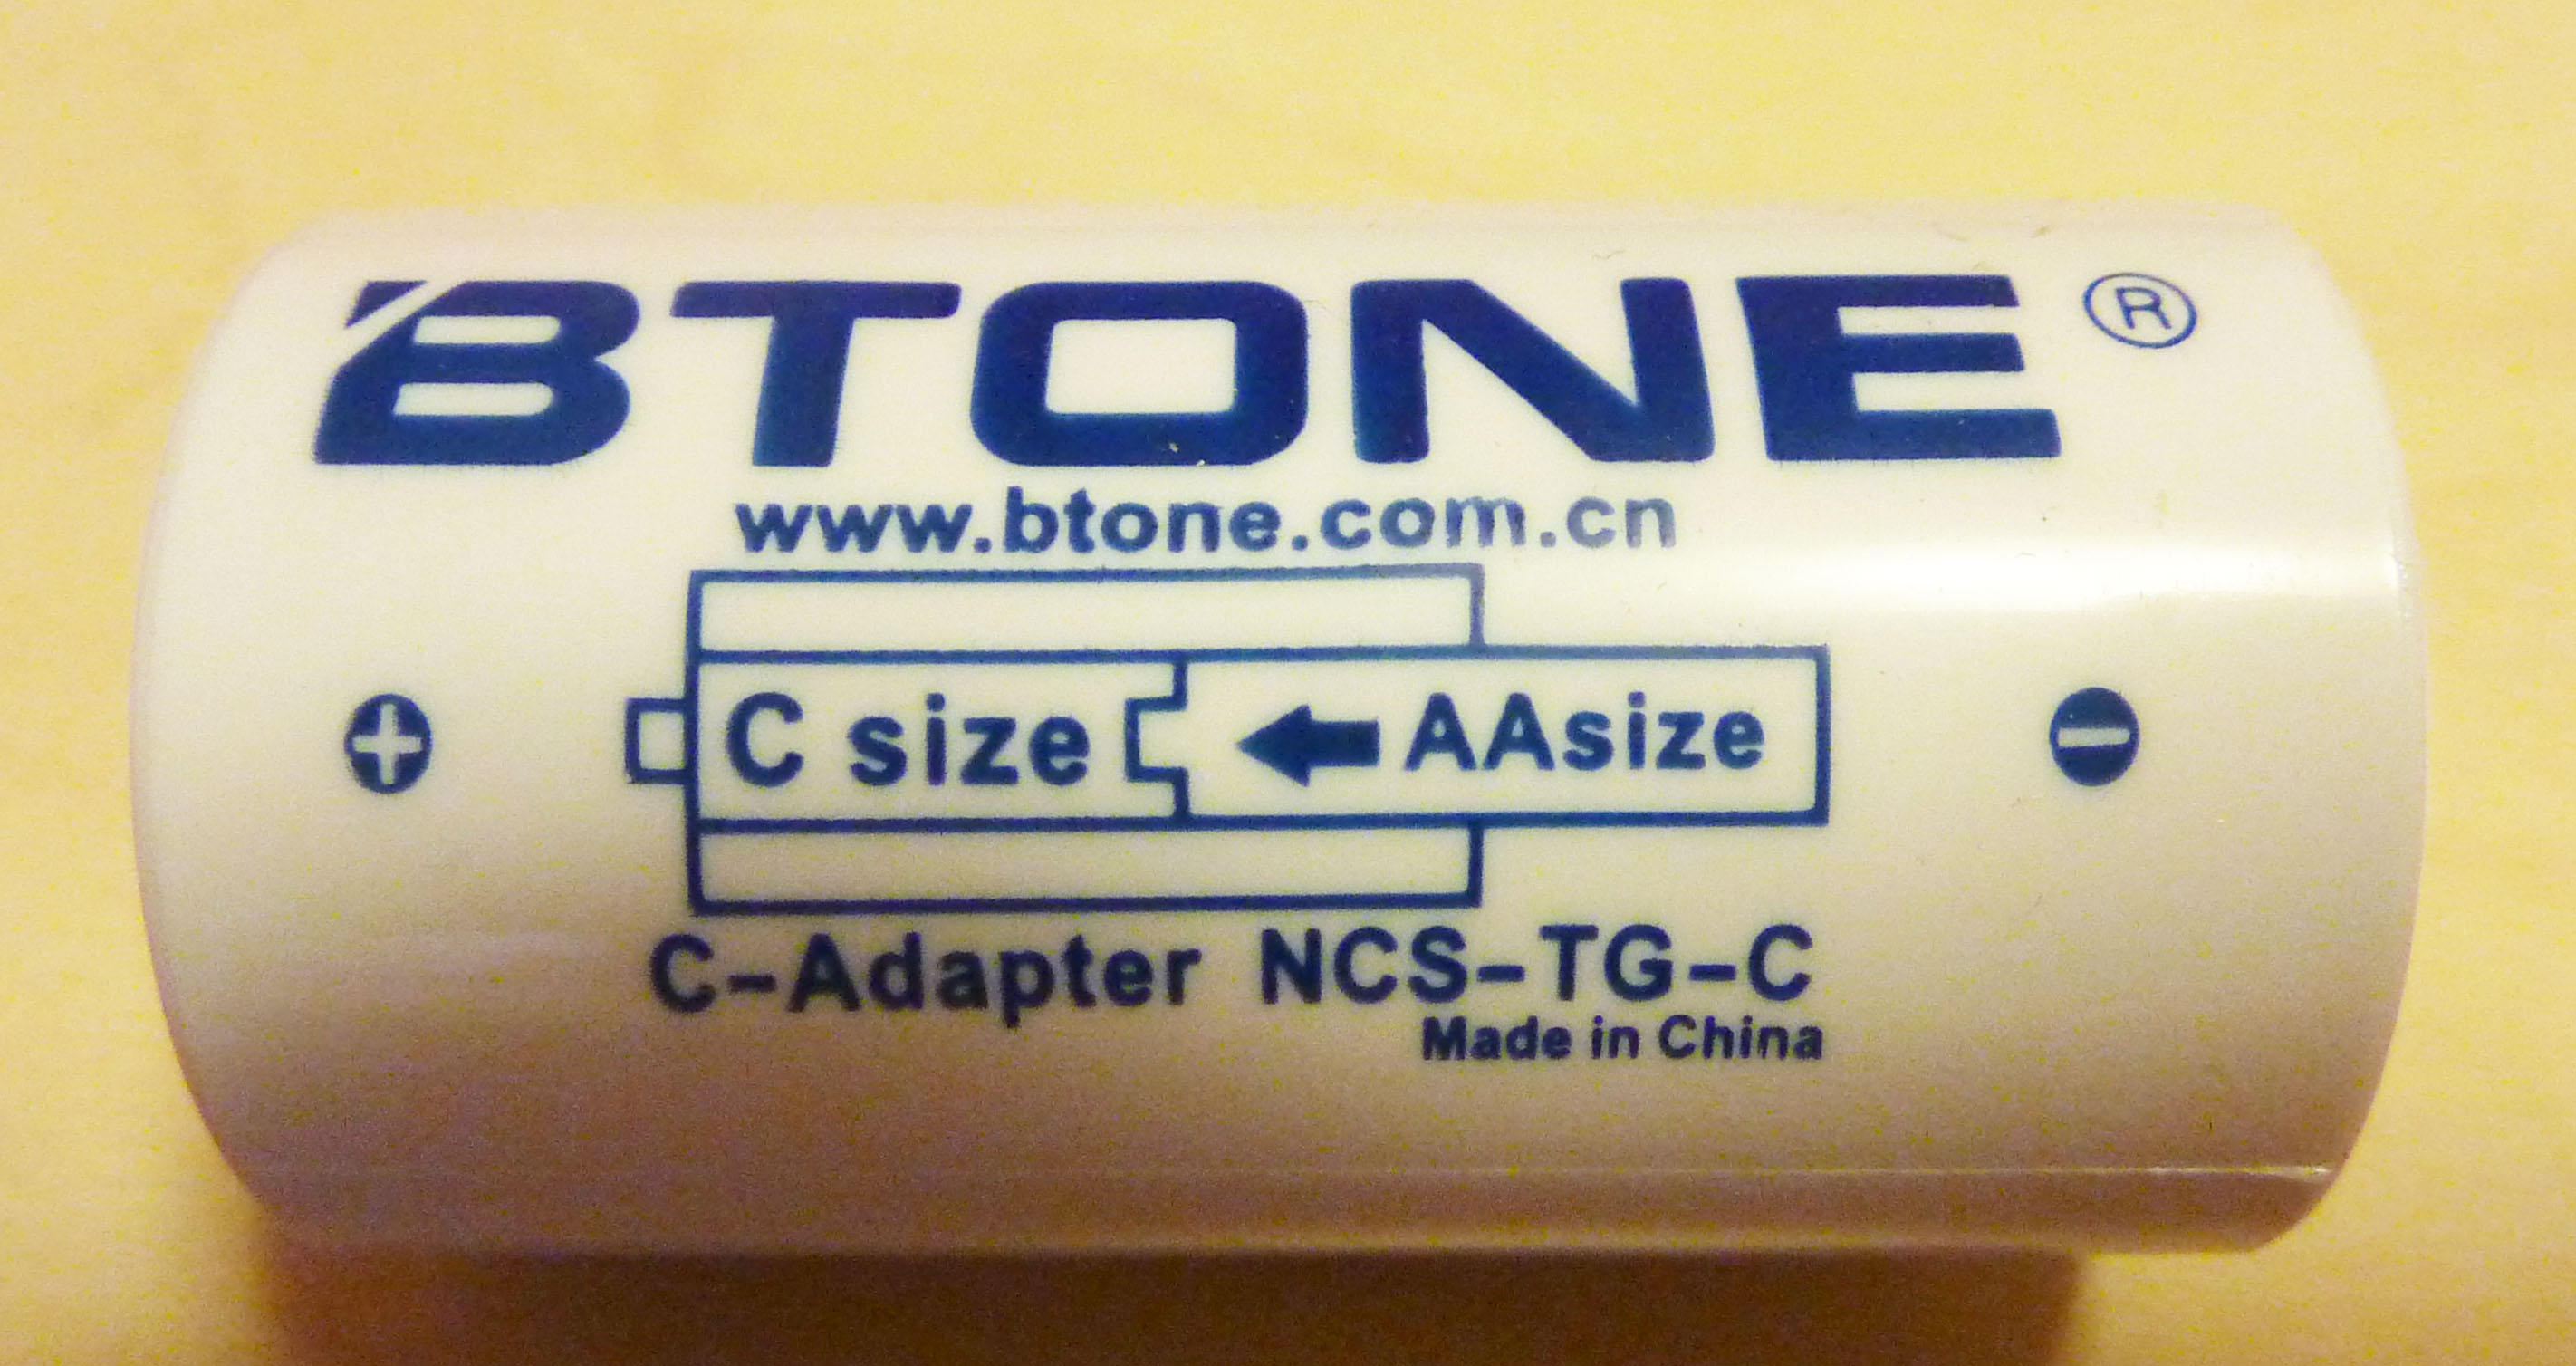 BTONE®
www.btone.com.cn
+ C size ← AAsize −
C-Adapter NCS-TG-C
Made in China